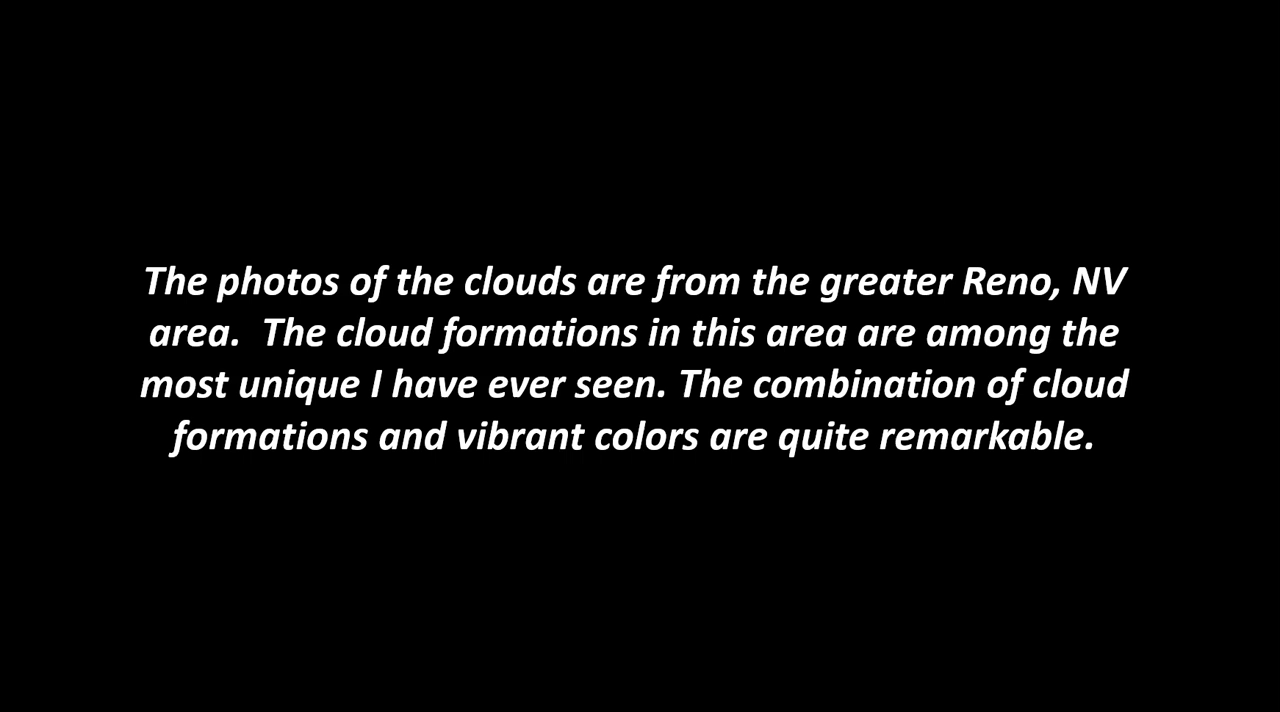 The photos of the clouds are from the greater Reno, NV
area.  The cloud formations in this area are among the
most unique I have ever seen. The combination of cloud
formations and vibrant colors are quite remarkable.